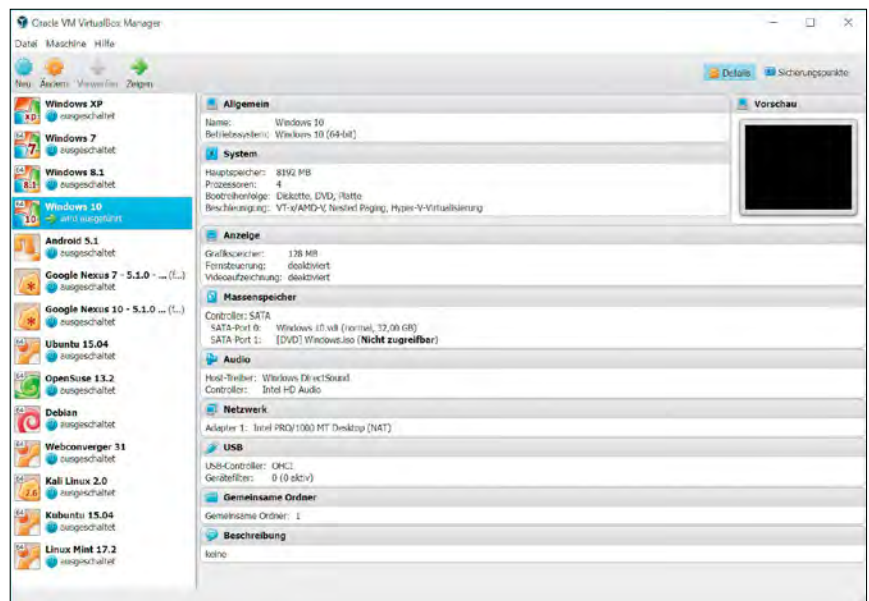 Oracle VM VirtualBox Manager
Datei Maschine Hilfe
Neu Ändern Verwerfen Zeigen
Details Sicherungspunkte
Windows XP
ausgeschaltet
Windows 7
ausgeschaltet
Windows 8.1
ausgeschaltet
Windows 10
wird ausgeführt
Android 5.1
ausgeschaltet
Google Nexus 7 - 5.1.0 - ... (f...)
ausgeschaltet
Google Nexus 10 - 5.1.0 ... (f...)
ausgeschaltet
Ubuntu 15.04
ausgeschaltet
OpenSuse 13.2
ausgeschaltet
Debian
ausgeschaltet
Webconverger 31
ausgeschaltet
Kali Linux 2.0
ausgeschaltet
Kubuntu 15.04
ausgeschaltet
Linux Mint 17.2
ausgeschaltet
Allgemein
Name: Windows 10
Betriebssystem: Windows 10 (64-bit)
System
Hauptspeicher: 8192 MB
Prozessoren: 4
Bootreihenfolge: Diskette, DVD, Platte
Beschleunigung: VT-x/AMD-V, Nested Paging, Hyper-V-Virtualisierung
Vorschau
Anzeige
Grafikspeicher: 128 MB
Fernsteuerung: deaktiviert
Videoaufzeichnung: deaktiviert
Massenspeicher
Controller: SATA
SATA-Port 0: Windows 10.vdi (normal, 32,00 GB)
SATA-Port 1: [DVD] Windows.iso (Nicht zugreifbar)
Audio
Host-Treiber: Windows DirectSound
Controller: Intel HD Audio
Netzwerk
Adapter 1: Intel PRO/1000 MT Desktop (NAT)
USB
USB-Controller: OHCI
Gerätefilter: 0 (0 aktiv)
Gemeinsame Ordner
Gemeinsame Ordner: 1
Beschreibung
keine